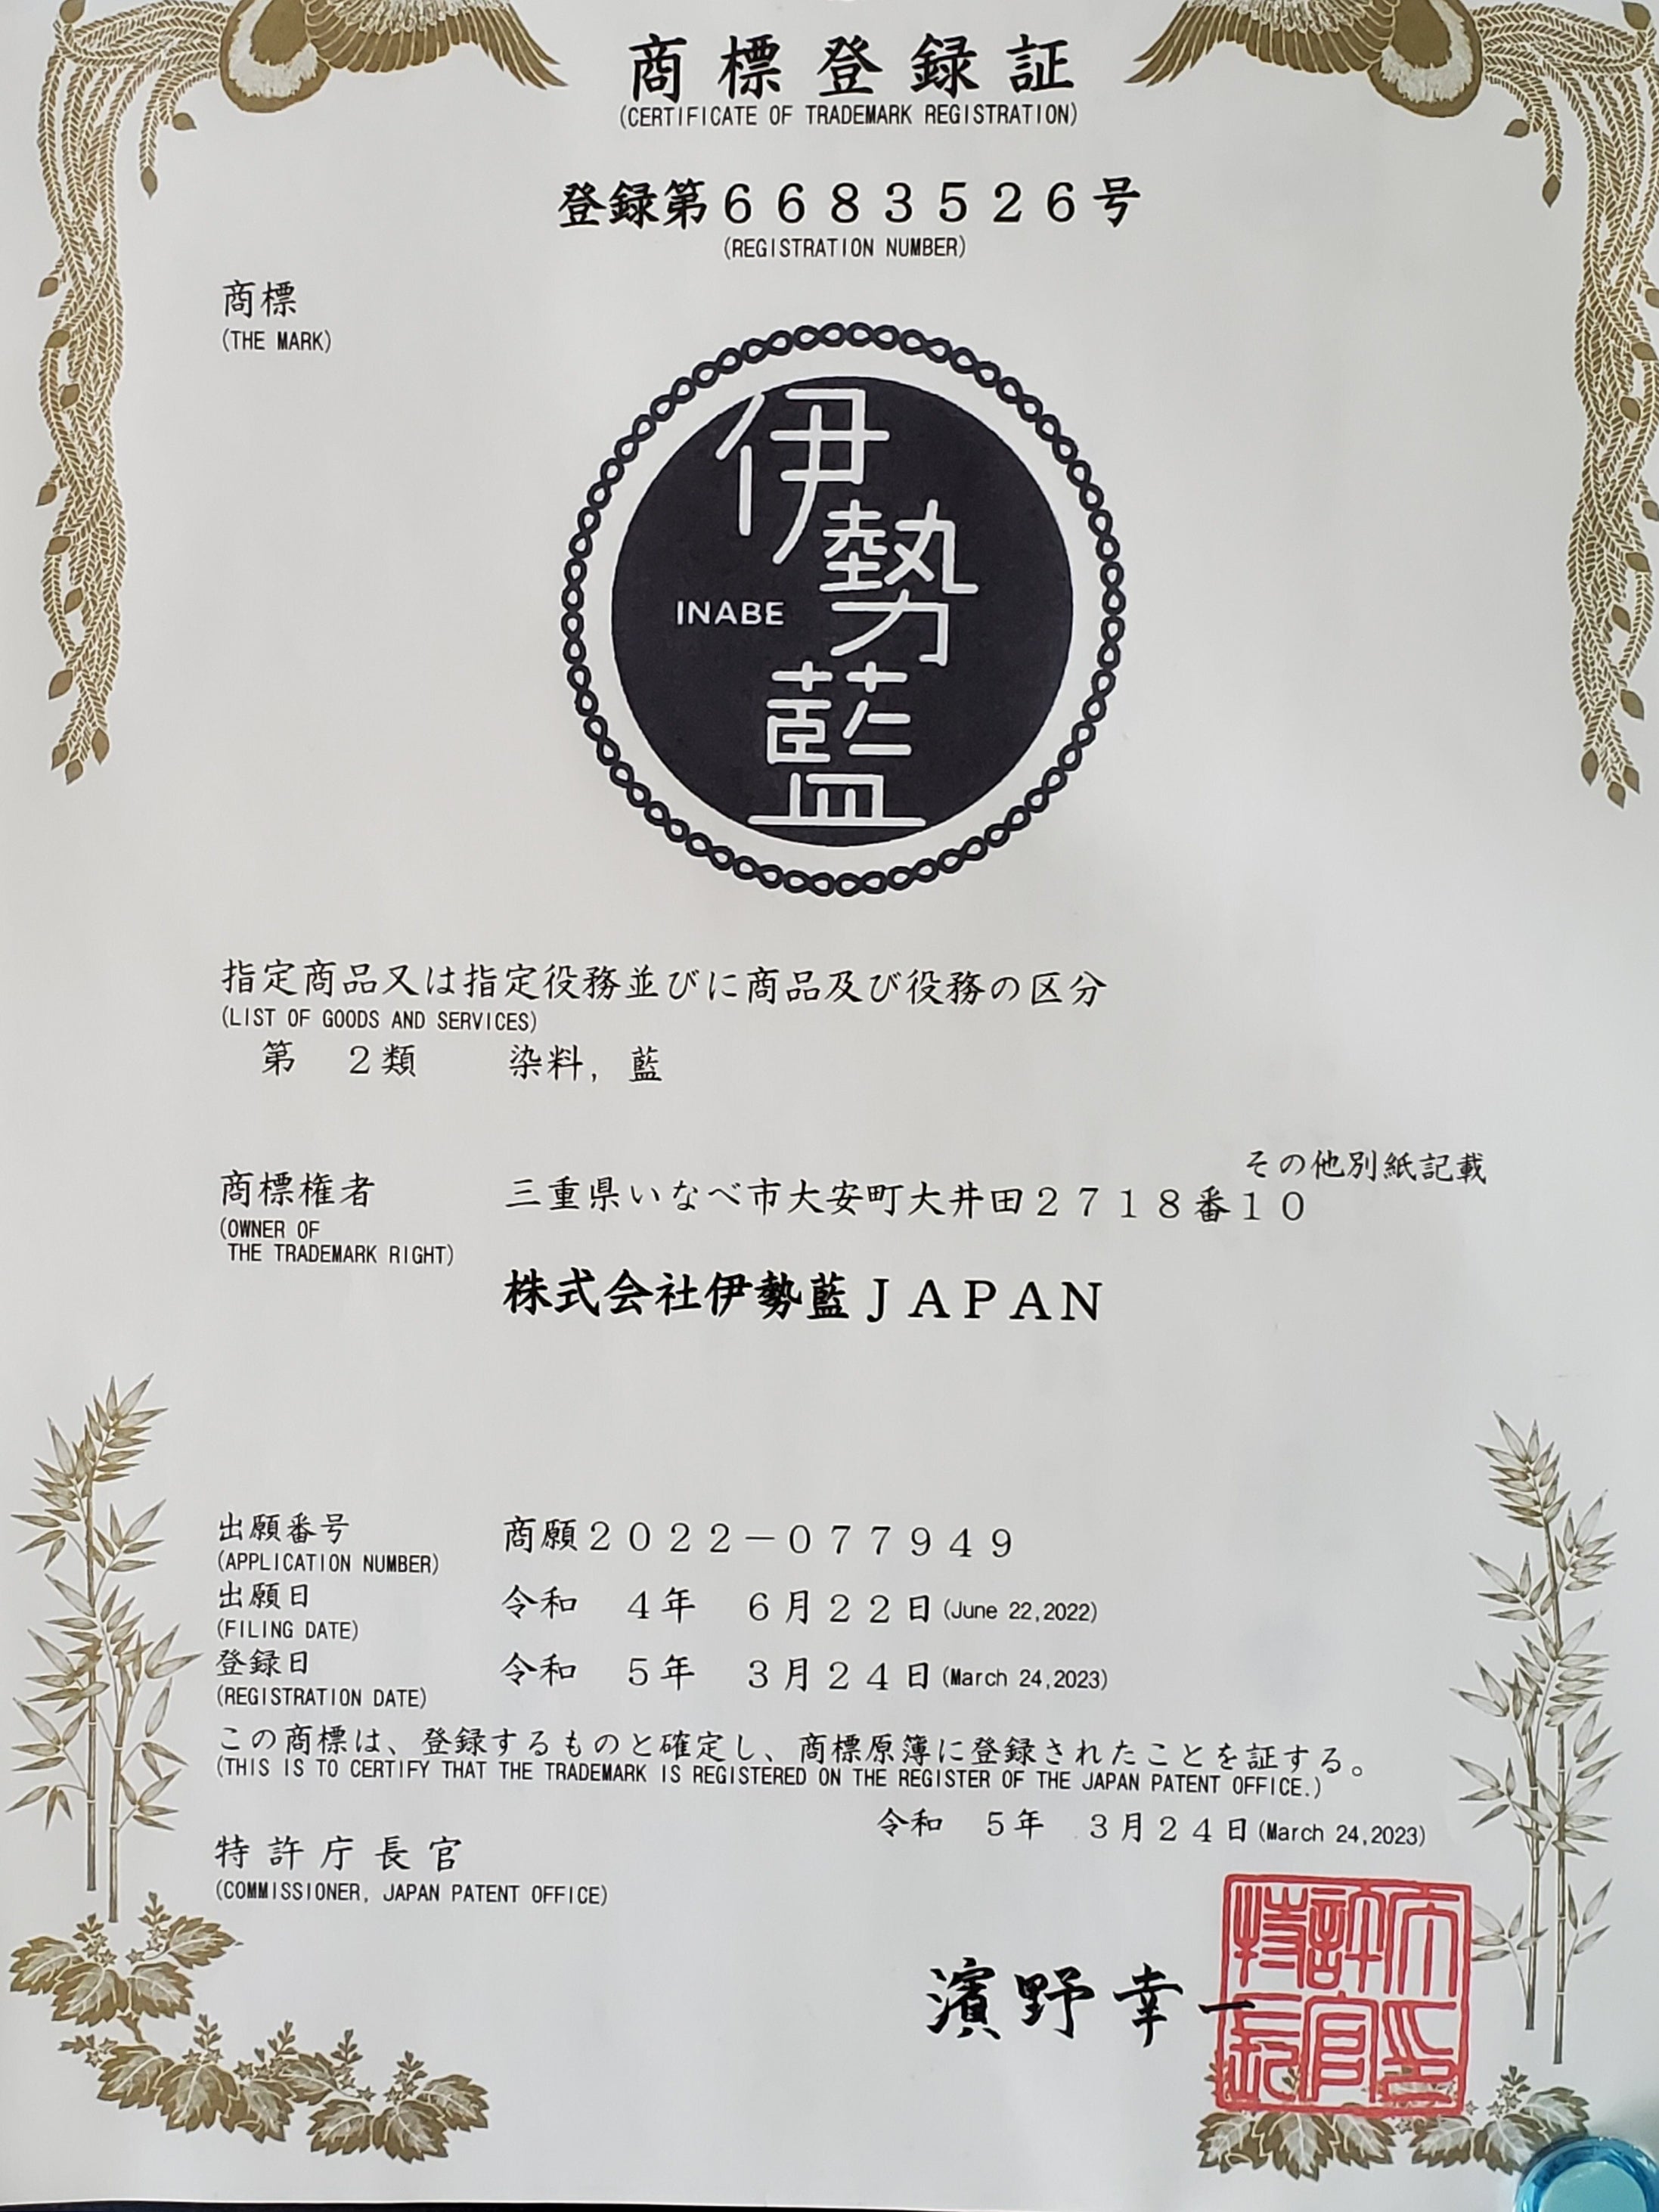 商標登録証
(CERTIFICATE OF TRADEMARK REGISTRATION)
登録第６６８３５２６号
(REGISTRATION NUMBER)
商標
(THE MARK)
伊勢藍
INABE
指定商品又は指定役務並びに商品及び役務の区分
(LIST OF GOODS AND SERVICES)
第　２類　　染料，藍
その他別紙記載
商標権者　三重県いなべ市大安町大井田２７１８番１０
(OWNER OF
THE TRADEMARK RIGHT)
株式会社伊勢藍ＪＡＰＡＮ
出願番号　商願２０２２－０７７９４９
(APPLICATION NUMBER)
出願日　令和　４年　６月２２日(June 22,2022)
(FILING DATE)
登録日　令和　５年　３月２４日(March 24,2023)
(REGISTRATION DATE)
この商標は、登録するものと確定し、商標原簿に登録されたことを証する。
(THIS IS TO CERTIFY THAT THE TRADEMARK IS REGISTERED ON THE REGISTER OF THE JAPAN PATENT OFFICE.)
令和　５年　３月２４日(March 24,2023)
特許庁長官
(COMMISSIONER, JAPAN PATENT OFFICE)
濱野幸一